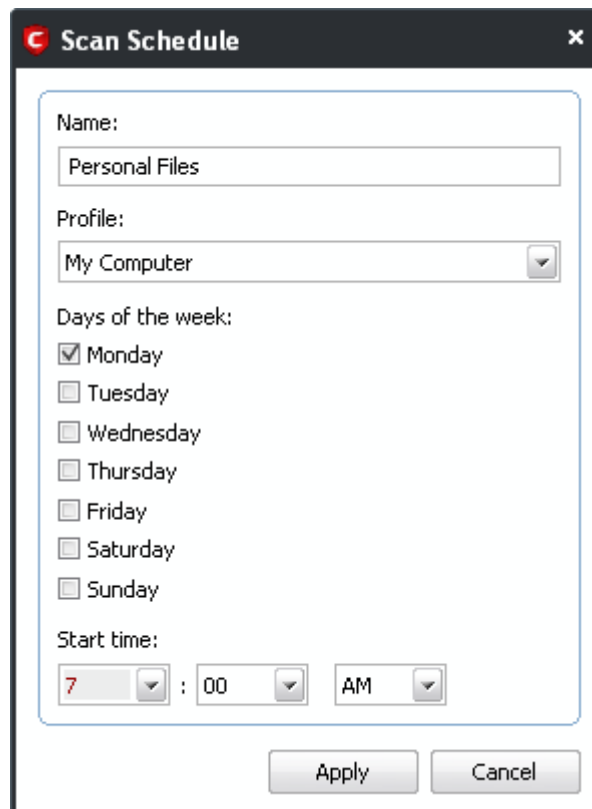 Scan Schedule
Name:
Personal Files
Profile:
My Computer
Days of the week:
Monday
Tuesday
Wednesday
Thursday
Friday
Saturday
Sunday
Start time:
7 : 00 AM
Apply Cancel